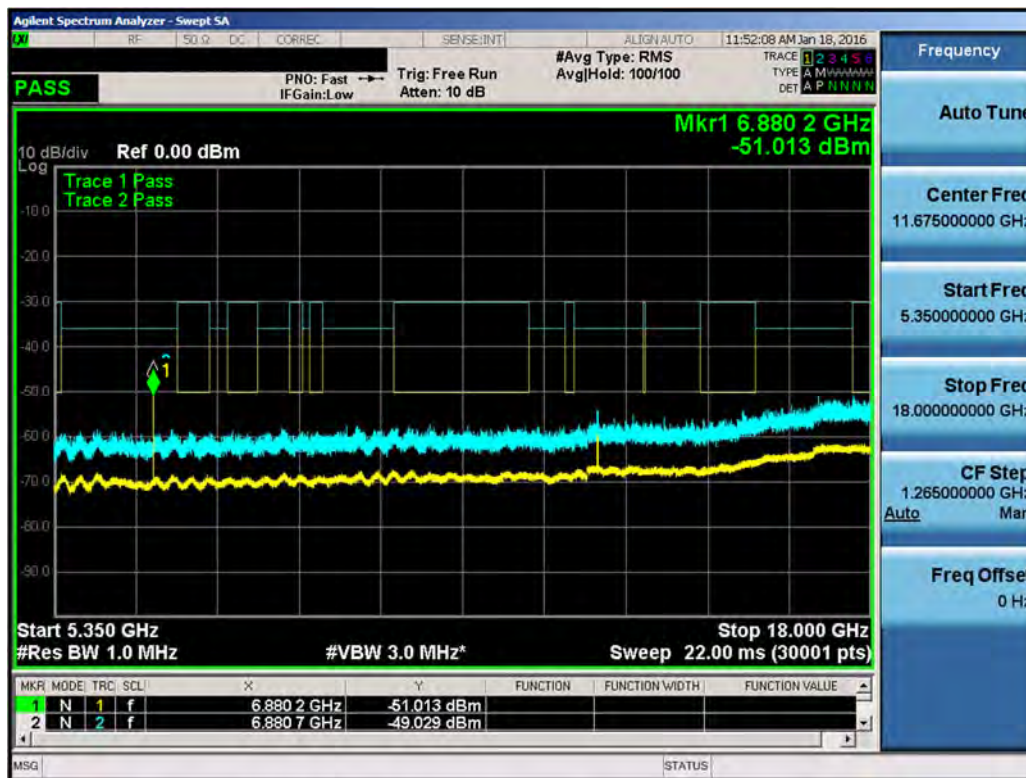 Agilent Spectrum Analyzer - Swept SA
RF 50 Ω DC CORREC SENSE:INT ALIGNAUTO 11:52:08 AM Jan 18, 2016
#Avg Type: RMS TRACE 1 2 3 4 5 6
PNO: Fast Trig: Free Run Avg|Hold: 100/100 TYPE A M
PASS IFGain:Low Atten: 10 dB DET A P N N N N
Mkr1 6.880 2 GHz
10 dB/div Ref 0.00 dBm -51.013 dBm
Log
Trace 1 Pass
Trace 2 Pass
-10.0
-20.0
-30.0
-40.0
1
-50.0
-60.0
-70.0
-80.0
-90.0
Start 5.350 GHz Stop 18.000 GHz
#Res BW 1.0 MHz #VBW 3.0 MHz* Sweep 22.00 ms (30001 pts)
MKR MODE TRC SCL X Y FUNCTION FUNCTION WIDTH FUNCTION VALUE
1 N 1 f 6.880 2 GHz -51.013 dBm
2 N 2 f 6.880 7 GHz -49.029 dBm
MSG STATUS
Frequency
Auto Tune
Center Freq
11.675000000 GHz
Start Freq
5.350000000 GHz
Stop Freq
18.000000000 GHz
CF Step
1.265000000 GHz
Auto Man
Freq Offset
0 Hz